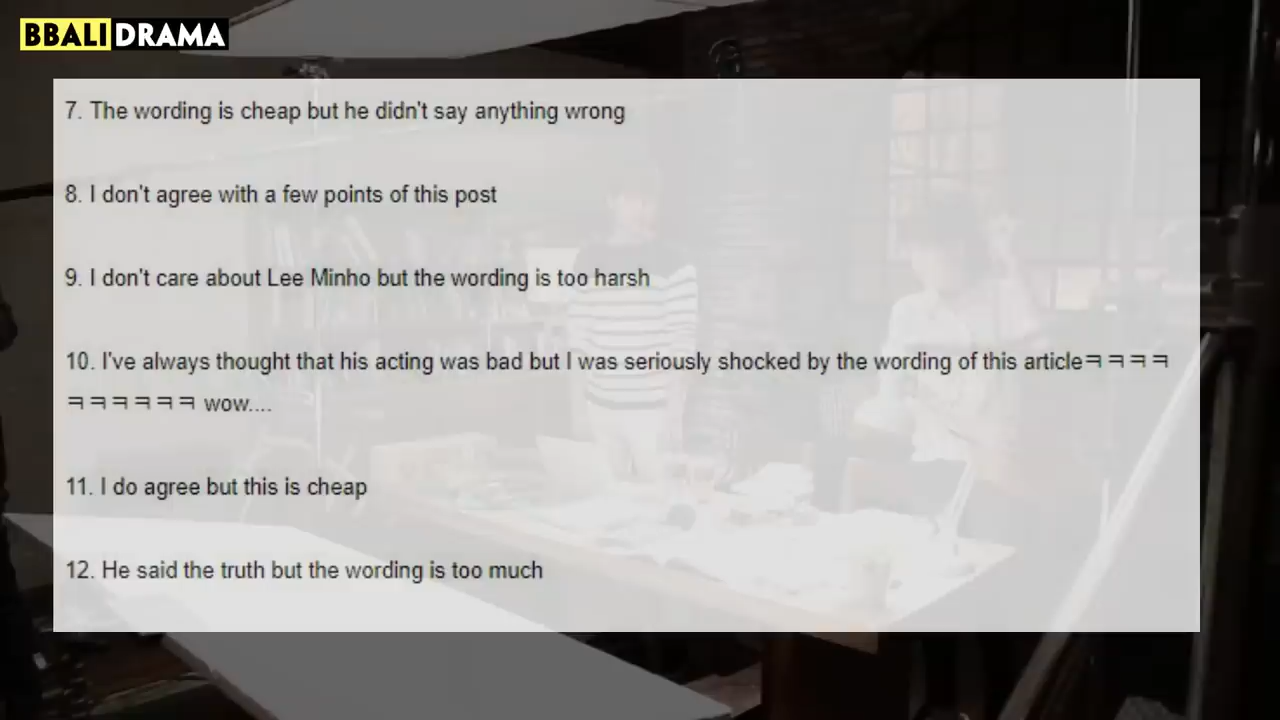 BBALI DRAMA
7. The wording is cheap but he didn't say anything wrong
8. I don't agree with a few points of this post
9. I don't care about Lee Minho but the wording is too harsh
10. I've always thought that his acting was bad but I was seriously shocked by the wording of this articleㅋㅋㅋㅋ
ㅋㅋㅋㅋㅋㅋ wow....
11. I do agree but this is cheap
12. He said the truth but the wording is too much